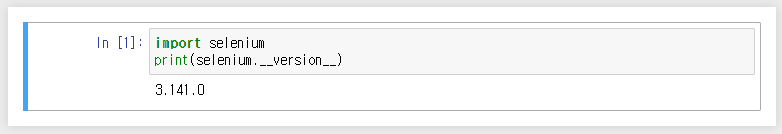 In [1]: import selenium
print(selenium.__version__)
3.141.0